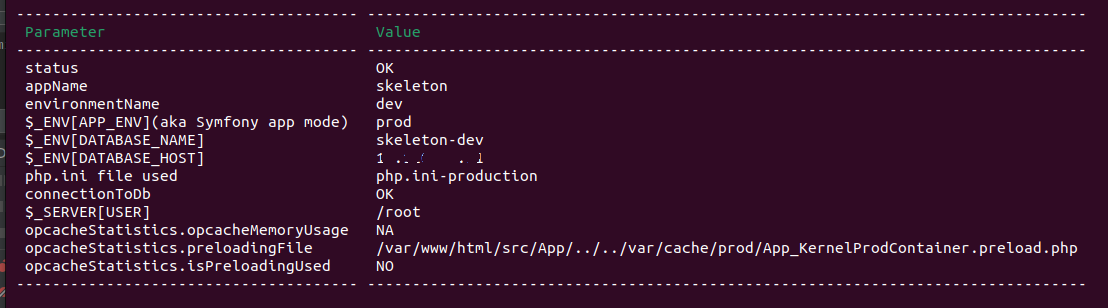 Parameter Value
status OK
appName skeleton
environmentName dev
$_ENV[APP_ENV](aka Symfony app mode) prod
$_ENV[DATABASE_NAME] skeleton-dev
$_ENV[DATABASE_HOST]
php.ini file used php.ini-production
connectionToDb OK
$_SERVER[USER] /root
opcacheStatistics.opcacheMemoryUsage NA
opcacheStatistics.preloadingFile /var/www/html/src/App/../../var/cache/prod/App_KernelProdContainer.preload.php
opcacheStatistics.isPreloadingUsed NO